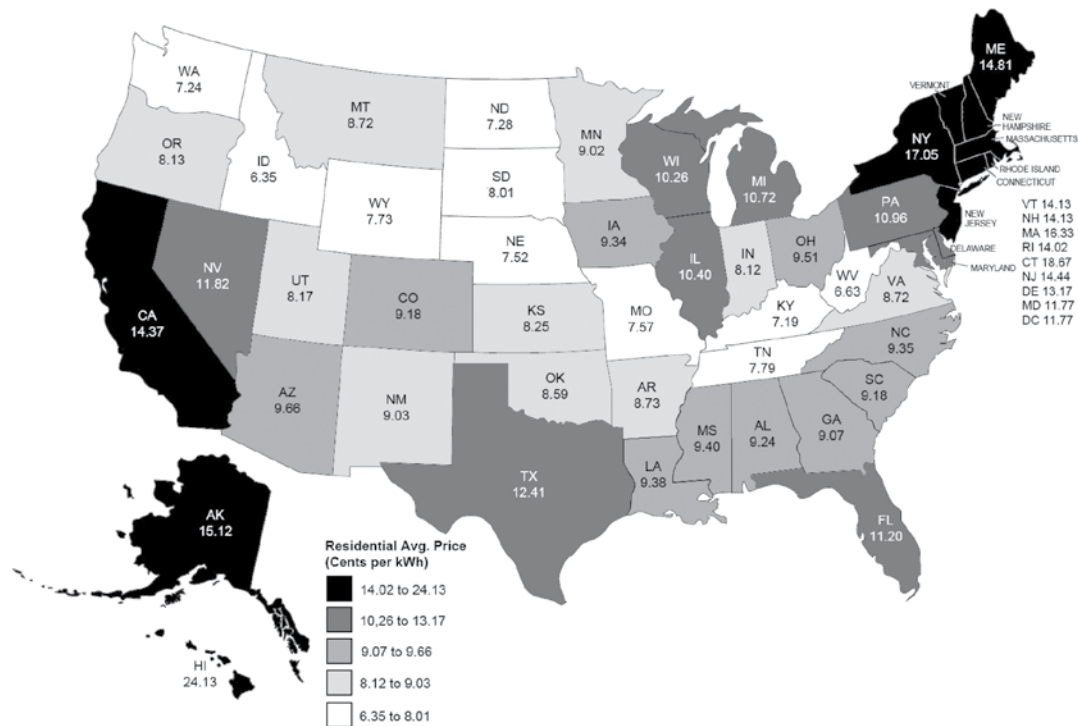 WA
7.24
MT
8.72
ND
7.28
MN
9.02
OR
8.13
ID
6.35
WY
7.73
SD
8.01
WI
10.26
MI
10.72
ME
14.81
VERMONT
NEW
HAMPSHIRE
MASSACHUSETTS
NY
17.05
RHODE ISLAND
CONNECTICUT
PA
10.96
NEW
JERSEY
DELAWARE
MARYLAND
VT 14.13
NH 14.13
MA 16.33
RI 14.02
CT 18.67
NJ 14.44
DE 13.17
MD 11.77
DC 11.77
NE
7.52
IA
9.34
IL
10.40
IN
8.12
OH
9.51
WV
6.63
VA
8.72
NV
11.82
UT
8.17
CO
9.18
KS
8.25
MO
7.57
KY
7.19
CA
14.37
TN
7.79
NC
9.35
AZ
9.66
NM
9.03
OK
8.59
AR
8.73
SC
9.18
MS
9.40
AL
9.24
GA
9.07
LA
9.38
TX
12.41
FL
11.20
AK
15.12
HI
24.13
Residential Avg. Price
(Cents per kWh)
14.02 to 24.13
10,26 to 13.17
9.07 to 9.66
8.12 to 9.03
6.35 to 8.01